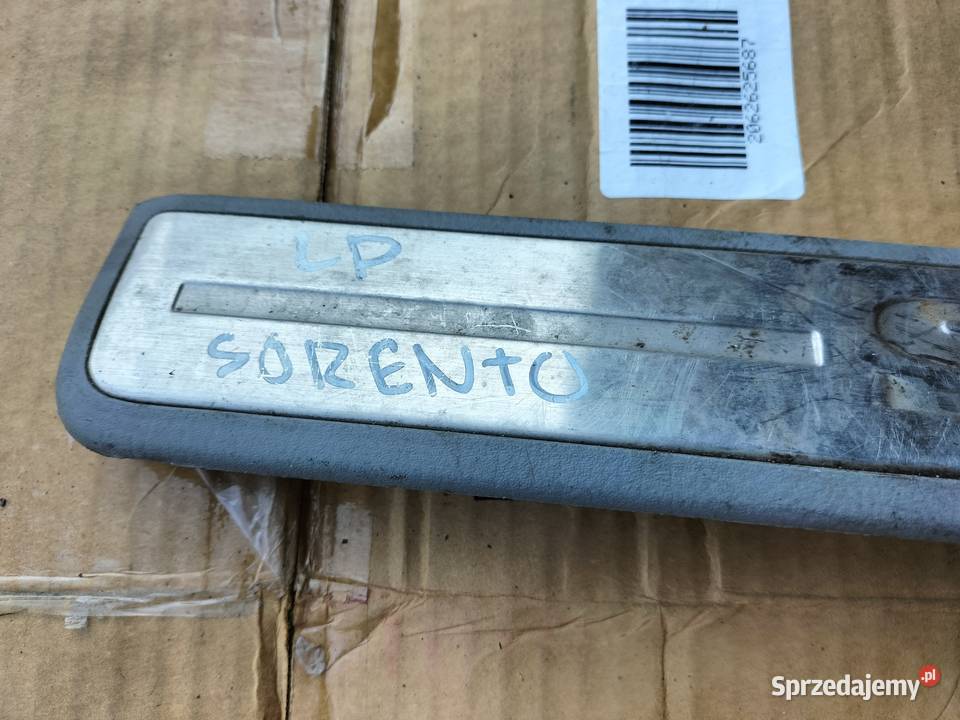 2062625687
LP
SORENTO
Sprzedajemy.pl